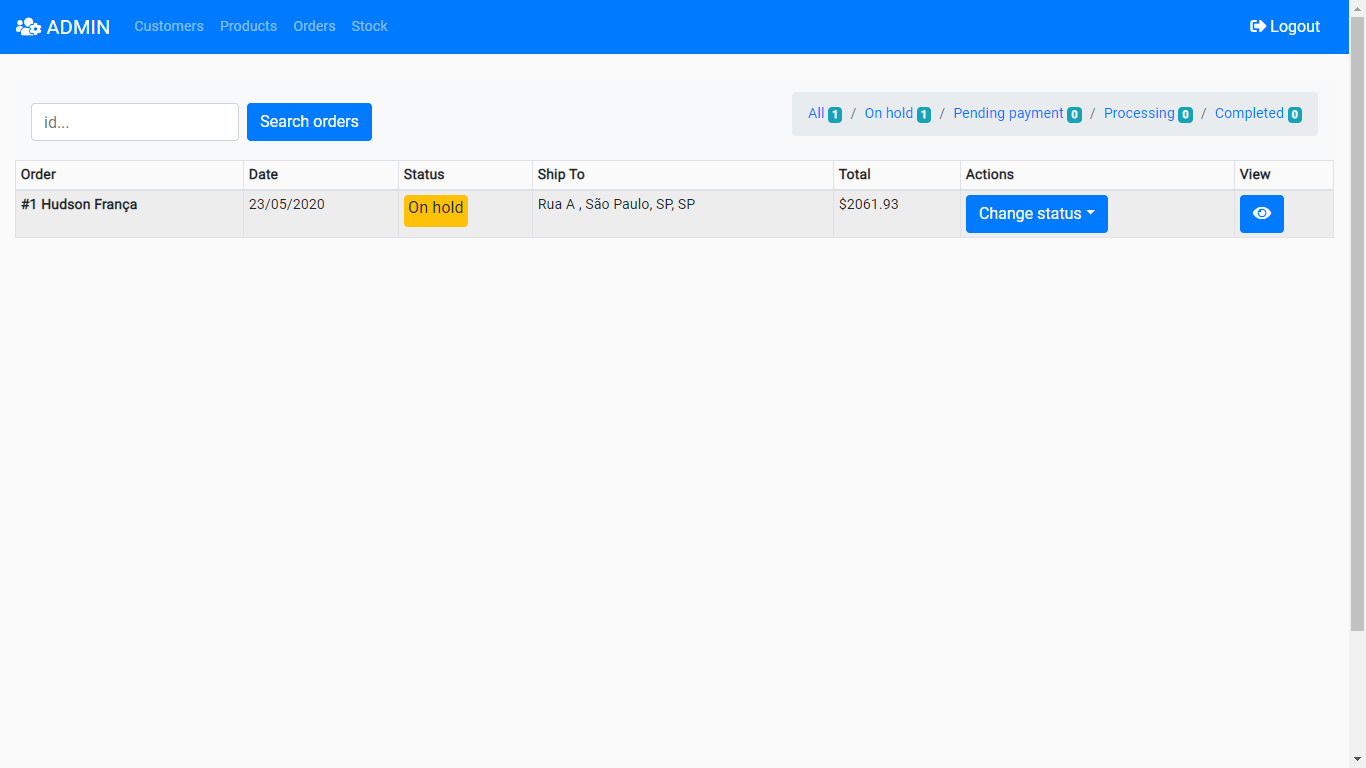 ADMIN Customers Products Orders Stock Logout
id... Search orders All 1 / On hold 1 / Pending payment 0 / Processing 0 / Completed 0
Order Date Status Ship To Total Actions View
#1 Hudson França 23/05/2020 On hold Rua A , São Paulo, SP, SP $2061.93 Change status